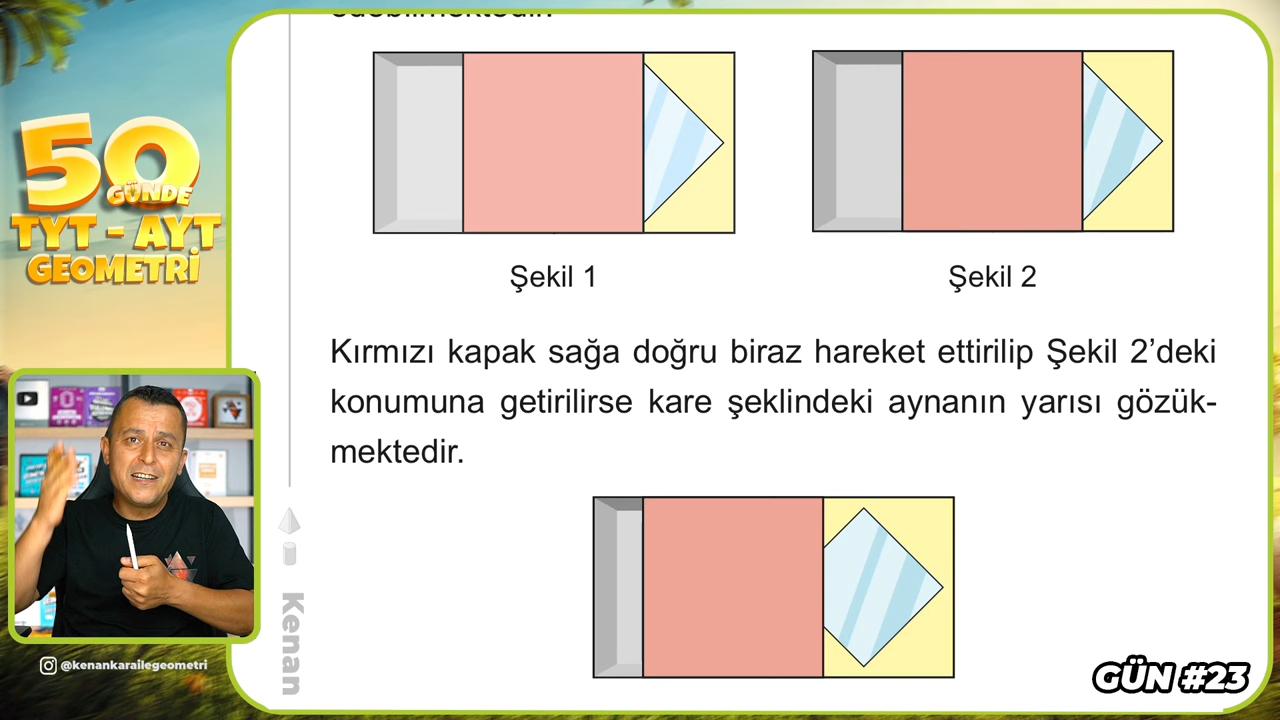 edebilmektedir.
50
GÜNDE
TYT - AYT
GEOMETRİ
Şekil 1
Şekil 2
Kırmızı kapak sağa doğru biraz hareket ettirilip Şekil 2’deki
konumuna getirilirse kare şeklindeki aynanın yarısı gözük-
mektedir.
Kenan
@kenankarailegeometri
GÜN #23